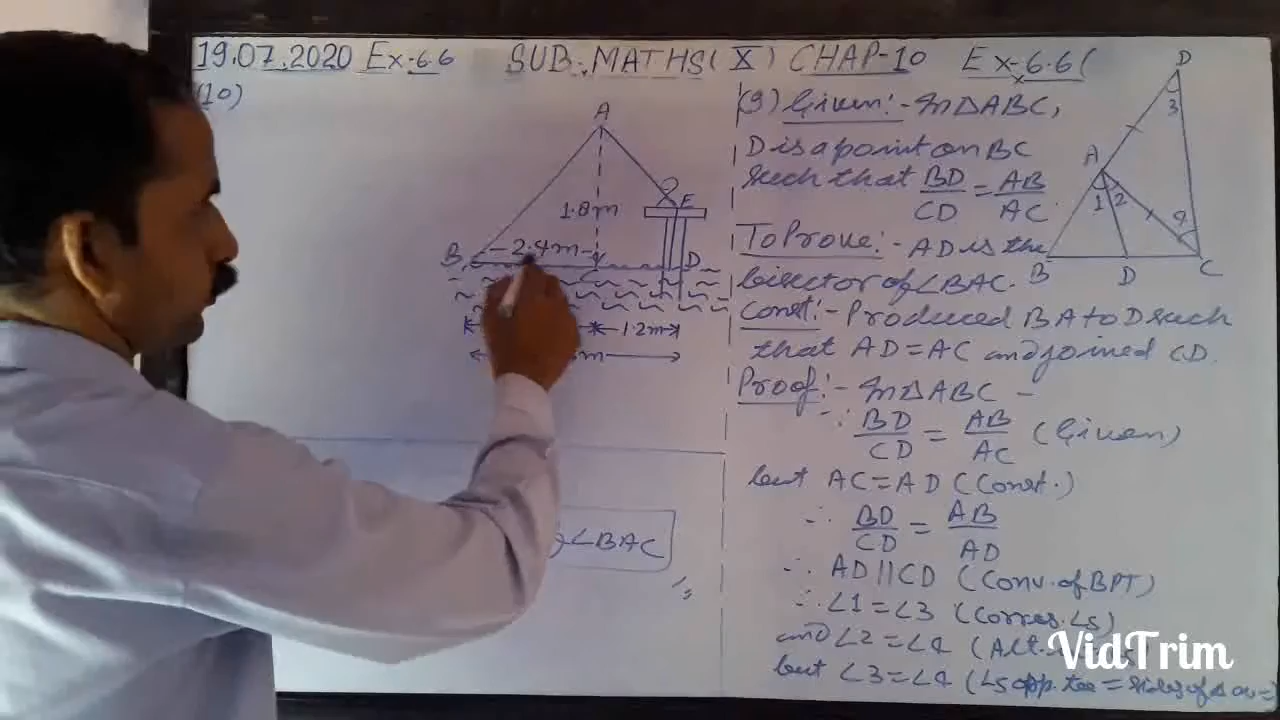 19.07.2020 Ex-6.6 SUB. MATHS (X) CHAP-10 Ex-6.6 (
(10)
A
1.8m
E
B -2.4m- D
C
1.2m
m
∠BAC
(9) Given:- In ΔABC,
D is a point on BC
such that BD/CD = AB/AC.
To Prove:- AD is the
bisector of ∠BAC.
Const:- Produced BA to D such
that AD = AC and joined CD.
Proof:- In ΔABC -
∵ BD/CD = AB/AC (Given)
but AC = AD (Const.)
∴ BD/CD = AB/AD
∴ AD || CD (Conv. of BPT)
∴ ∠1 = ∠3 (Corres. ∠s)
and ∠2 = ∠4 (Alt.
but ∠3 = ∠4 (∠s opp. to = sides of Δ are =)
D
3
A
1 2
4
B D C
VidTrim